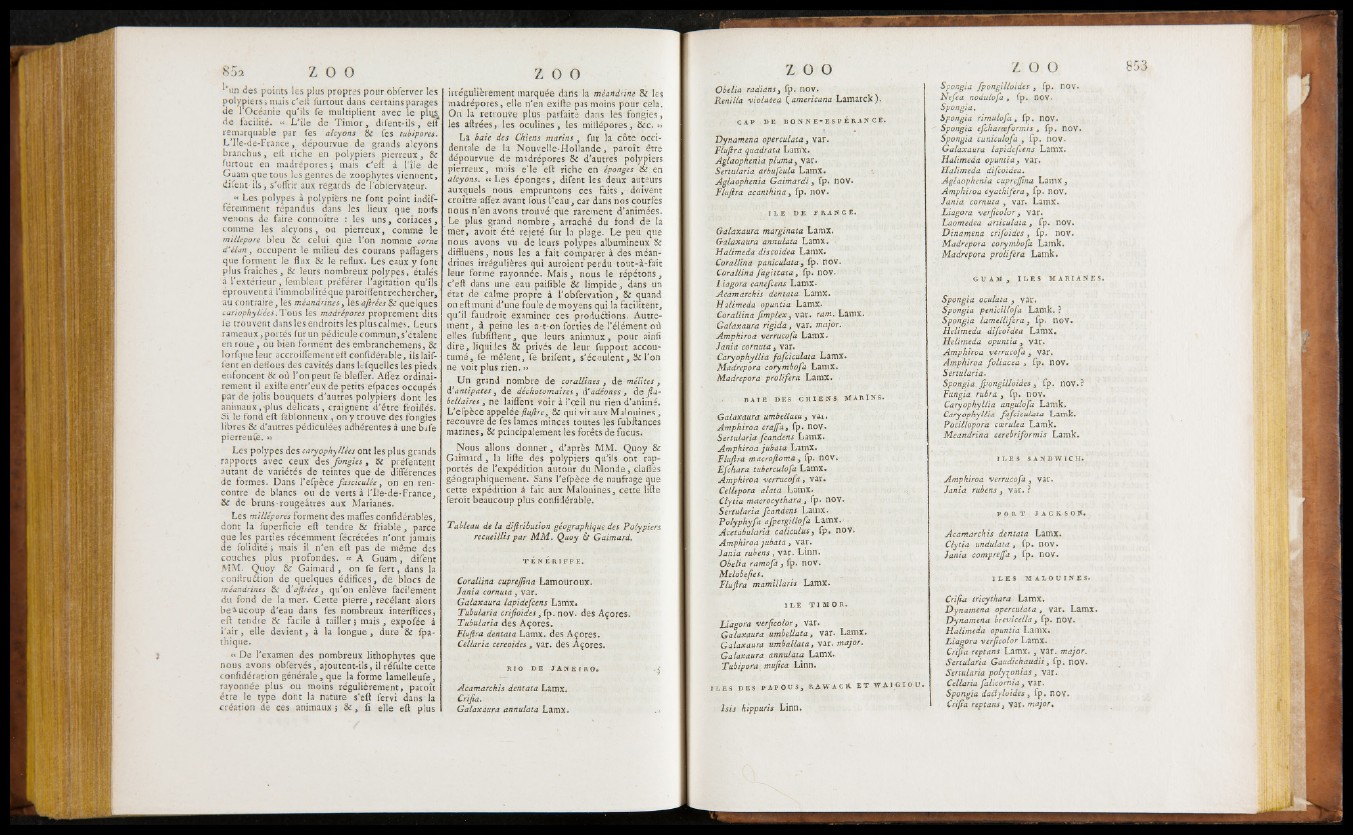 852 Z O O
l'un des points les plus propres pour obſerver les
polypiers ; mais c'eſt ſurtout dans certains parages
de l'Océanie qu'ils ſe multiplient avec le plus
de facilité. « L'île de Timor, diſent-ils, eſt
remarquable par ſes alcyons & ſes tubipores.
L'Ile-de-France, dépourvue de grands alcyons
branchus, eſt riche en polypiers pierreux, &
ſurtout en madrépores ; mais c'eſt à l'île de
Guam que tous les genres de zoophytes viennent,
diſent-ils, s'offrir aux regards de l'obſervateur.
« Les polypes à polypiers ne ſont point indif-
féremment répandus dans les lieux que nous
venons de faire connoître : les uns, coriaces,
comme les alcyons, ou pierreux, comme le
millepore bleu & celui que l'on nomme corne
d'élan, occupent le milieu des courans paſſagers
que forment le flux & le reflux. Les eaux y ſont
plus fraîches, & leurs nombreux polypes, étalés
à l'extérieur, ſemblent préférer l'agitation qu'ils
éprouvent à l'immobilité que paroiſſent rechercher,
au contraire, les méandrines, les aſtrées & quelques
cariophyllées. Tous les madrépores proprement dits
ſe trouvent dans les endroits les plus calmes. Leurs
rameaux, portés ſur un pédicule commun, s'étalent
en roue, ou bien forment des embranchemens, &
lorſque leur accroiſſement eſt conſidérable, ils laiſ-
ſent en deſſous des cavités dans leſquelles les pieds
enfoncent & où l'on peut ſe bleſſer. Aſſez ordinai-
rement il exiſte entr'eux de petits eſpaces occupés
par de jolis bouquets d'autres polypiers dont les
animaux, plus délicats, craignent d'être froiſſés.
Si le fond eſt ſablonneux, on y trouve des fongies
libres & d'autres pédiculées adhérentes à une baſe
pierreuſe. »
Les polypes des caryophyllées ont les plus grands
rapports avec ceux des fongies, & préſentent
autant de variétés de teintes que de différences
de formes. Dans l'eſpèce faſciculée, on en ren-
contre de blancs ou de verts à l'Ile-de-France,
& de bruns-rougeâtres aux Marianes.
Les millépores forment des maſſes conſidérables,
dont la ſuperficie eſt tendre & friable, parce
que les parties récemment ſécrétées n'ont jamais
de ſolidité ; mais il n'en eſt pas de même des
couches plus profondes. « A Guam, diſent
MM. Quoy & Gaimard, on ſe ſert, dans la
conſtruction de quelques édifices, de blocs de
méandrines & d'aſtrées, qu'on enlève facilement
du fond de la mer. Cette pierre, recélant alors
beaucoup d'eau dans ſes nombreux interſtices,
eſt tendre & facile à tailler ; mais, expoſée à
l'air, elle devient, à la longue, dure & ſpa-
thique.
« De l'examen des nombreux lithophytes que
nous avons obſervés, ajoutent-ils, il réſulte cette
conſidération générale, que la forme lamelleuſe,
rayonnée plus ou moins régulièrement, paroît
être le type dont la nature s'eſt ſervi dans la
création de ces animaux ; &, ſi elle eſt plus
Z O O
irrégulièrement marquée dans la méandrine & les
madrépores, elle n'en exiſte pas moins pour cela.
On la retrouve plus parfaite dans les fongies,
les aſtrées, les oculines, les millépores, &c. »
La baie des Chiens marins, ſur la côte occi-
dentale de la Nouvelle-Hollande, paroît être
dépourvue de madrépores & d'autres polypiers
pierreux, mais elle eſt riche en éponges & en
alcyons. « Les éponges, diſent les deux auteurs
auxquels nous empruntons ces faits, doivent
croître aſſez avant ſous l'eau, car dans nos courſes
nous n'en avons trouvé que rarement d'animées.
Le plus grand nombre, arraché du fond de la
mer, avoit été rejeté ſur la plage. Le peu que
nous avons vu de leurs polypes albumineux &
diffluens, nous les a fait comparer à des méan-
drines irrégulières qui auroient perdu tout-à-fait
leur forme rayonnée. Mais, nous le répétons,
c'eſt dans une eau paiſible & limpide, dans un
état de calme propre à l'obſervation, & quand
on eſt muni d'une foule de moyens qui la facilitent,
qu'il faudroit examiner ces productions. Autre-
ment, à peine les a-t-on ſorties de l'élément où
elles ſubſiſtent, que leurs animaux, pour ainſi
dire, liquides & privés de leur ſupport accou-
tumé, ſe mêlent, ſe briſent, s'écoulent, & l'on
ne voit plus rien. »
Un grand nombre de corallines, de mélites,
d'antipates, de déchotomaires, d'adéones, de fla-
bellaires, ne laiſſent voir à l'œil nu rien d'animé.
L'eſpèce appelée fluſtre, & qui vit aux Malouines,
recouvre de ſes lames minces toutes les ſubſtances
marines, & principalement les forêts de fucus.
Nous allons donner, d'après MM. Quoy &
Gaimard, la liſte des polypiers qu'ils ont rap-
portés de l'expédition autour du Monde, claſſés
géographiquement. Sans l'eſpèce de naufrage que
cette expédition a fait aux Malouines, cette liſte
ſeroit beaucoup plus conſidérable.
Tableau de la diſtribution géographique des Polypiers
recueillis par MM. Quoy & Gaimard.
TÉNÉRIFFE.
Corallina cupreſſina Lamouroux.
Jania cornuta, var.
Galaxaura lapideſcens Lamx.
Tubularia criſioides, ſp. nov. des Açores.
Tubularia des Açores.
Fluſtra dentata Lamx. des Açores.
Cellaria cereoides, var. des Açores.
RIO DE JANEIRO.
Acamarchis dentata Lamx.
Criſia.
Galaxaura annulata Lamx.
Z O O
Obelia radians, ſp. nov.
Renilla violacea (americana Lamarck).
CAP DE BONNE-ESPÉRANCE.
Dynamena operculata, var.
Fluſtra quadrata Lamx.
Aglaophenia pluma, var.
Sertularia arbuſcula Lamx.
Aglaophenia Gaimardi, ſp. nov.
Fluſtra acanthina, ſp. nov.
ILE DE FRANCE.
Galaxaura marginata Lamx.
Galaxaura annulata Lamx.
Halimeda discoidea Lamx.
Corallina paniculata, ſp. nov.
Corallina ſagittata, ſp. nov.
Liagora caneſcens Lamx.
Acamarchis dentata Lamx.
Halimeda opuntia Lamx.
Corallina ſimplex, var. ram. Lamx.
Galaxaura rigida, var. major.
Amphiroa verrucoſa Lamx.
Jania cornuta, var.
Caryophyllia faſciculata Lamx.
Madrepora corymboſa Lamx.
Madrepora prolifera Lamx.
BAIE DES CHIENS MARINS.
Galaxaura umbellata, var.
Amphiroa craſſa, ſp. nov.
Sertularia ſcandens Lamx.
Amphiroa jubata Lamx.
Fluſtra macroſtoma, ſp. nov.
Eſchara tuberculoſa Lamx.
Amphiroa verrucoſa, var.
Cellepora alata Lamx.
Clytia macrocythara, ſp. nov.
Sertularia ſcandens Lamx.
Polyphyſa aſpergilloſa Lamx.
Acetabularia caliculus, ſp. nov.
Amphiroa jubata, var.
Jania rubens, var. Linn.
Obelia ramoſa, ſp. nov.
Melobeſies.
Fluſtra mamillaris Lamx.
ILE TIMOR.
Liagora verſicolor, var.
Galaxaura umbellata, var. Lamx.
Galaxaura umbellata, var. major.
Galaxaura annulata Lamx.
Tubipora muſica Linn.
ILES DES PAPOUS, RAWACK ET WAIGIOU.
Isis hippuris Linn.
Z O O 853
Spongia ſpongilloides, ſp. nov.
Neſea noduloſa, ſp. nov.
Spongia.
Spongia rimuloſa, ſp. nov.
Spongia eſcharæformis, ſp. nov.
Spongia cuniculoſa, ſp. nov.
Galaxaura lapideſcens Lamx.
Halimeda opuntia, var.
Halimeda diſcoidea.
Aglaophenia cupreſſina Lamx,
Amphiroa cyathifera, ſp. nov.
Jania cornuta, var. Lamx.
Liagora verſicolor, var.
Laomedea articulata, ſp. nov.
Dinamena criſoides, ſp. nov.
Madrepora corymboſa Lamk.
Madrepora prolifera Lamk.
GUAM, ILES MARIANES.
Spongia oculata, var.
Spongia penicilloſa Lamk. ?
Spongia lamellifera, ſp. nov.
Helimeda diſcoidea Lamx.
Helimeda opuntia, var.
Amphiroa verrucoſa, var.
Amphiroa foliacea, ſp. nov.
Sertularia.
Spongia ſpongilloides, ſp. nov. ?
Fungia rubra, ſp. nov.
Caryophyllia anguloſa Lamk.
Caryophyllia faſciculata Lamk.
Pocillopora cœrulea Lamk.
Meandrina cerebriformis Lamk.
ILES SANDWICH.
Amphiroa verrucoſa, var.
Jania rubens, var. ?
PORT JACKSON.
Acamarchis dentata Lamx.
Clytia undulata, ſp. nov.
Jania compreſſa, ſp. nov.
ILES MALOUINES.
Criſia tricythara Lamx.
Dynamena operculata, var. Lamx.
Dynamena brevicella, ſp. nov.
Halimeda opuntia Lamx.
Liagora verſicolor Lamx.
Criſia reptans Lamx., var. major.
Sertularia Gaudichaudii, ſp. nov.
Sertularia polyzonias, var.
Cellaria ſalicornia, var.
Spongia dactyloides, ſp. nov.
Criſia reptans, var. major.